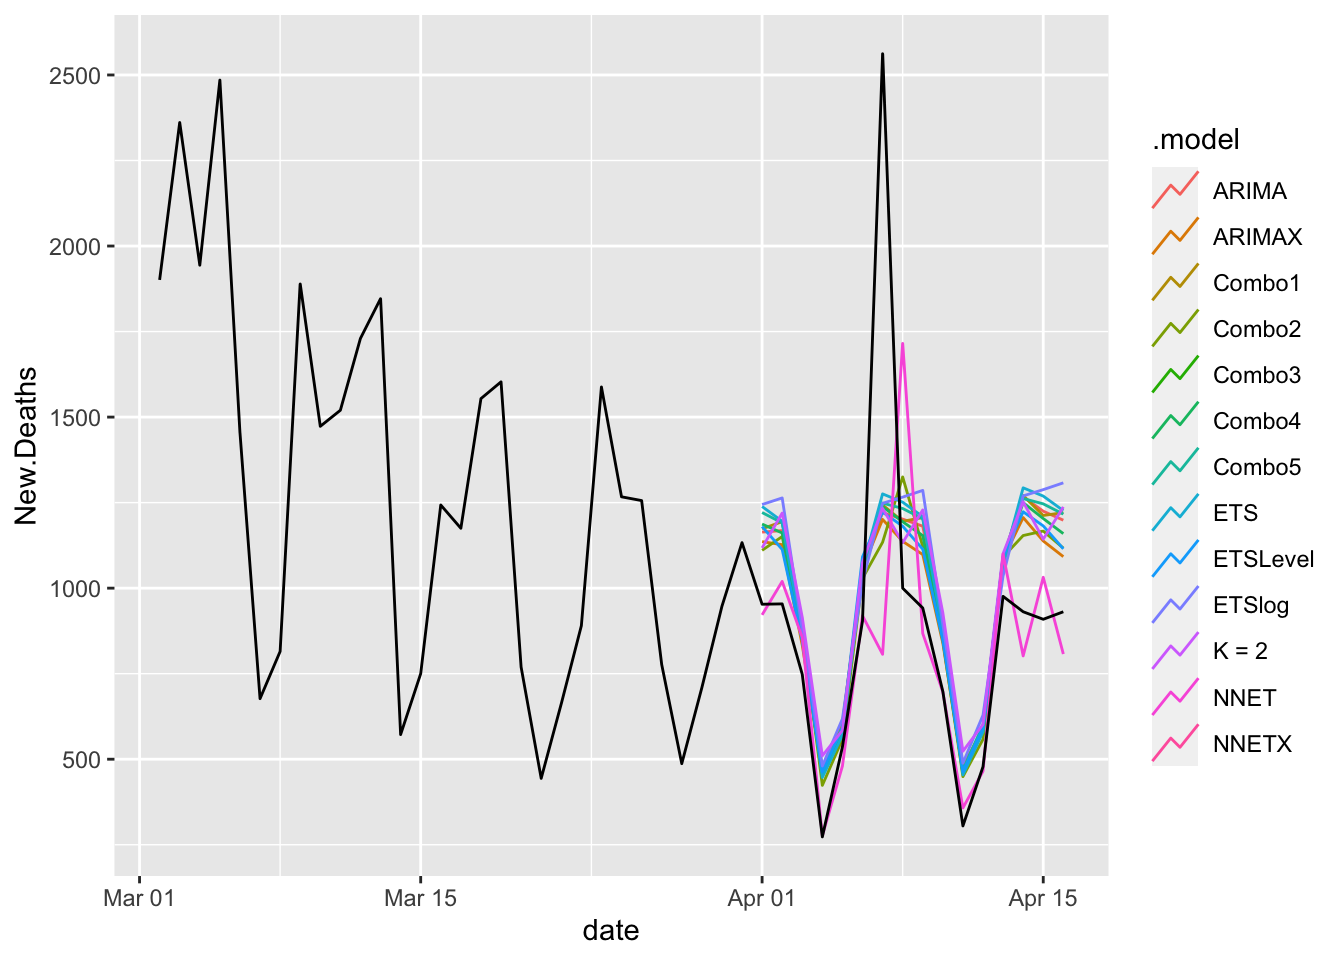 2500
2000
1500
1000
500
New.Deaths
Mar 01
Mar 15
Apr 01
Apr 15
date
.model
ARIMA
ARIMAX
Combo1
Combo2
Combo3
Combo4
Combo5
ETS
ETSLevel
ETSlog
K = 2
NNET
NNETX